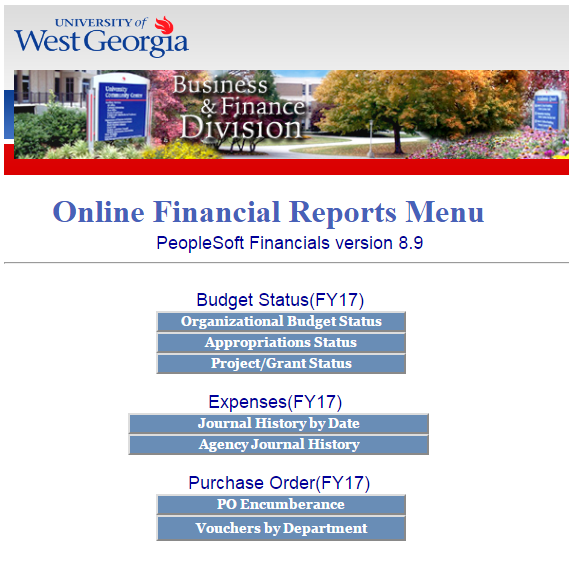 UNIVERSITY of
West Georgia
Business
& Finance
Division
University
Community Center
Online Financial Reports Menu
PeopleSoft Financials version 8.9
Budget Status(FY17)
Organizational Budget Status
Appropriations Status
Project/Grant Status
Expenses(FY17)
Journal History by Date
Agency Journal History
Purchase Order(FY17)
PO Encumberance
Vouchers by Department